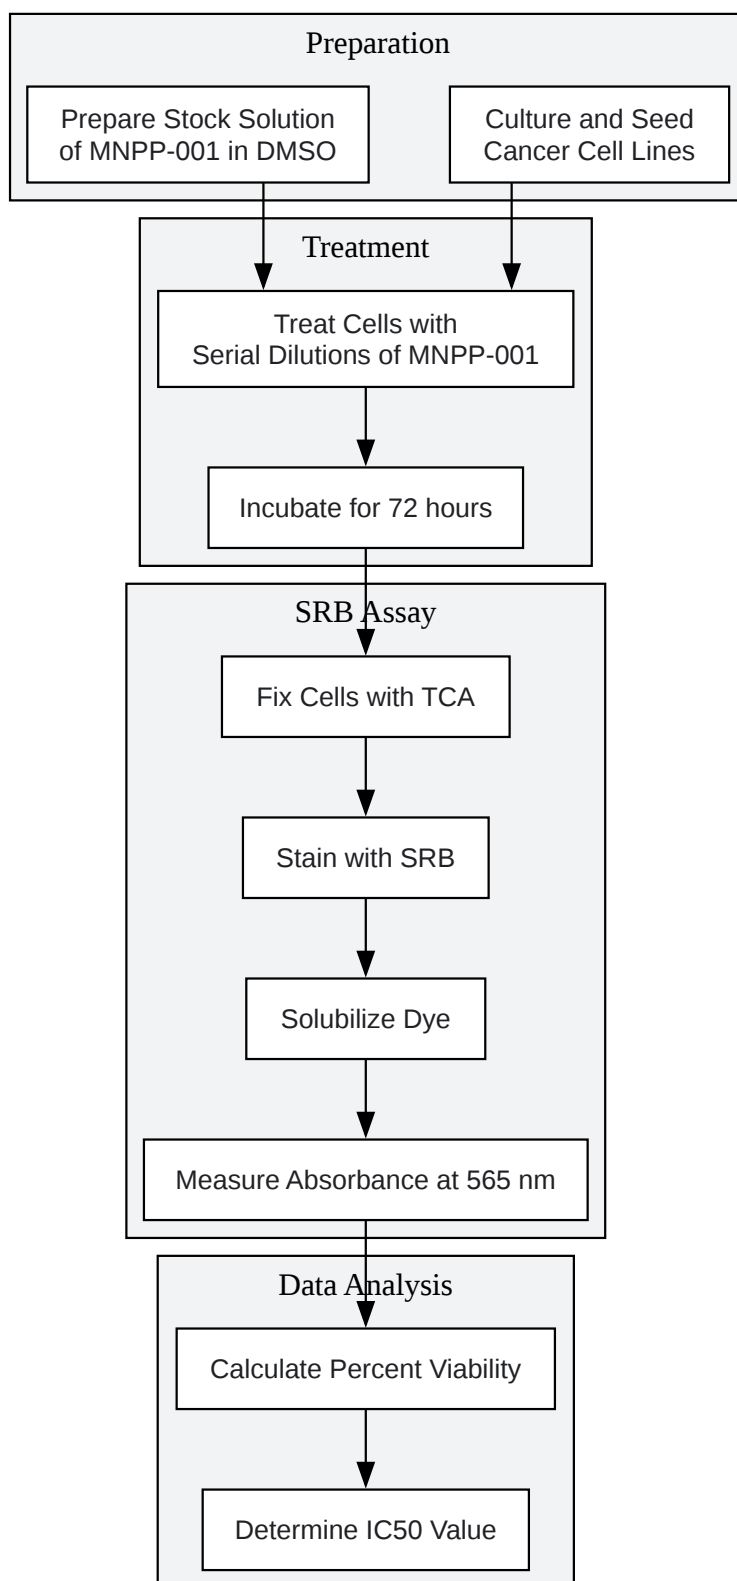 Preparation
Prepare Stock Solution
of MNPP-001 in DMSO
Culture and Seed
Cancer Cell Lines
Treatment
Treat Cells with
Serial Dilutions of MNPP-001
Incubate for 72 hours
SRB Assay
Fix Cells with TCA
Stain with SRB
Solubilize Dye
Measure Absorbance at 565 nm
Data Analysis
Calculate Percent Viability
Determine IC50 Value